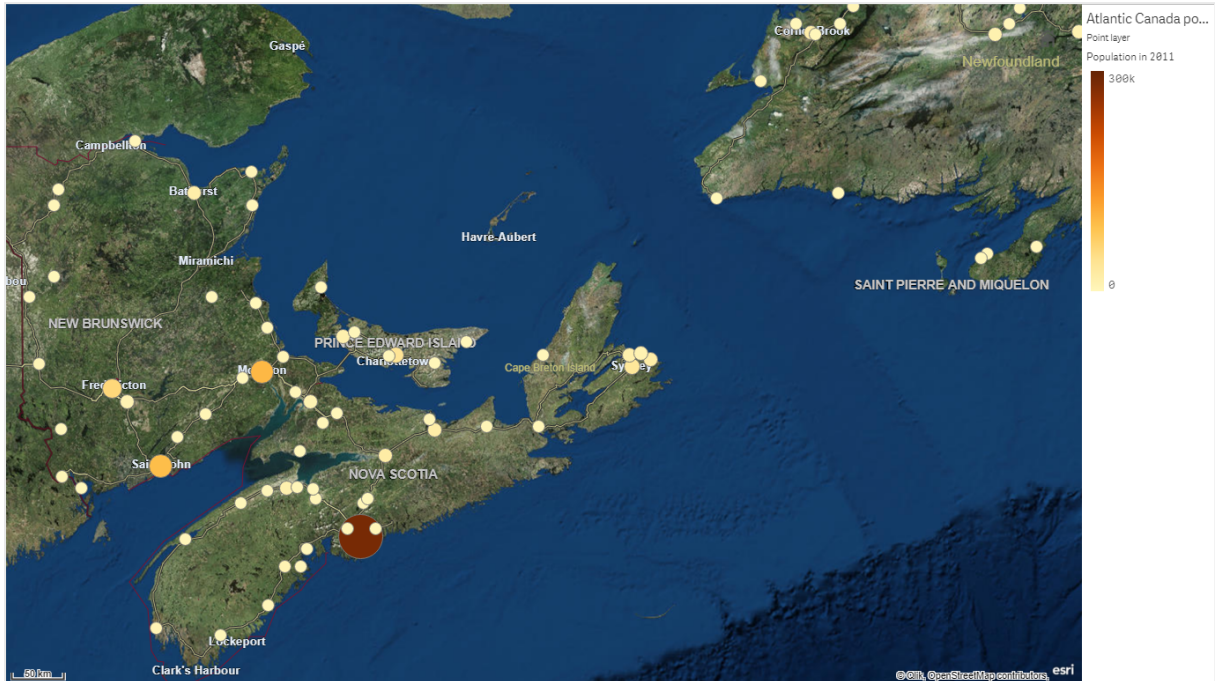 Gaspé
Corner Brook
Newfoundland
Campbellton
Bathurst
Havre-Aubert
Miramichi
bou
SAINT PIERRE AND MIQUELON
NEW BRUNSWICK
PRINCE EDWARD ISLAND
Charlottetown
Cape Breton Island
Sydney
Moncton
Fredericton
Saint John
NOVA SCOTIA
Lockeport
Clark's Harbour
50 km
© Qlik, OpenStreetMap contributors,
esri
Atlantic Canada po...
Point layer
Population in 2011
300k
0